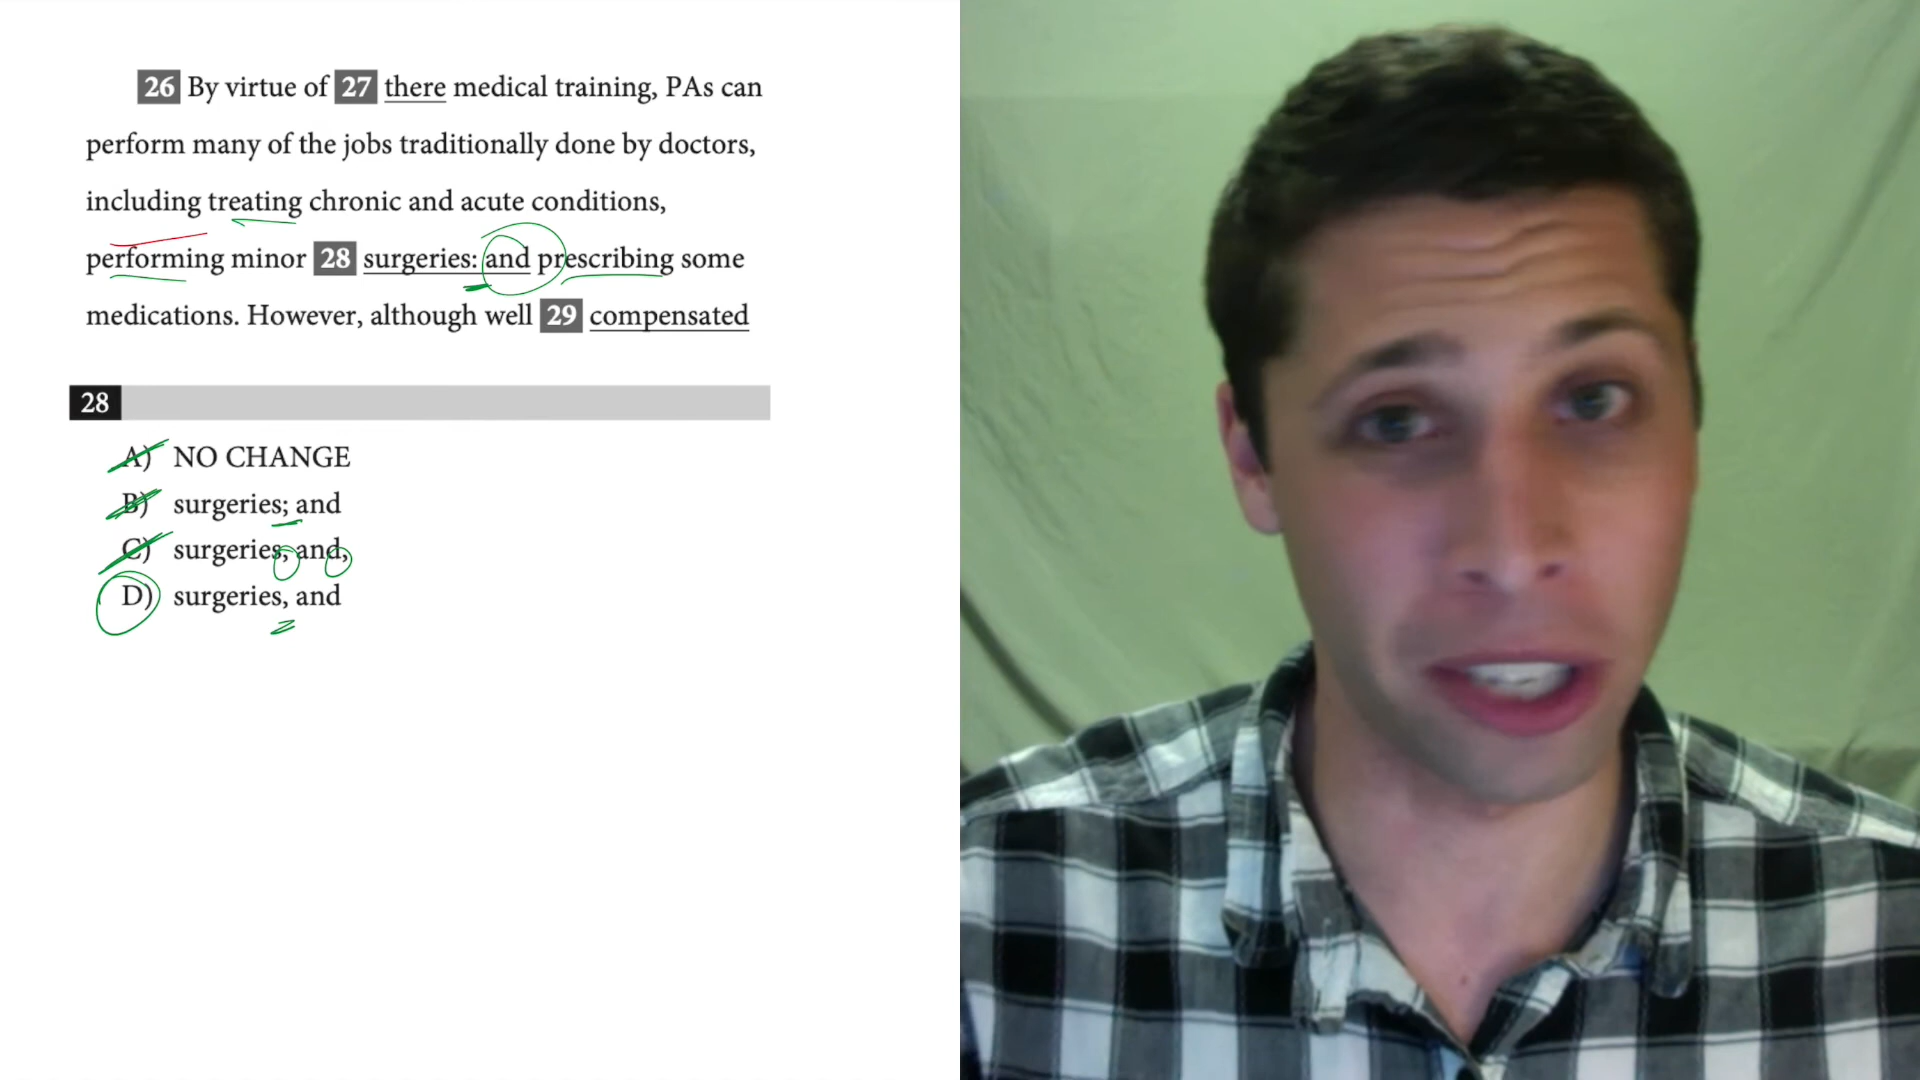 26 By virtue of 27 there medical training, PAs can
perform many of the jobs traditionally done by doctors,
including treating chronic and acute conditions,
performing minor 28 surgeries: and prescribing some
medications. However, although well 29 compensated
28
A) NO CHANGE
B) surgeries; and
C) surgeries, and,
D) surgeries, and